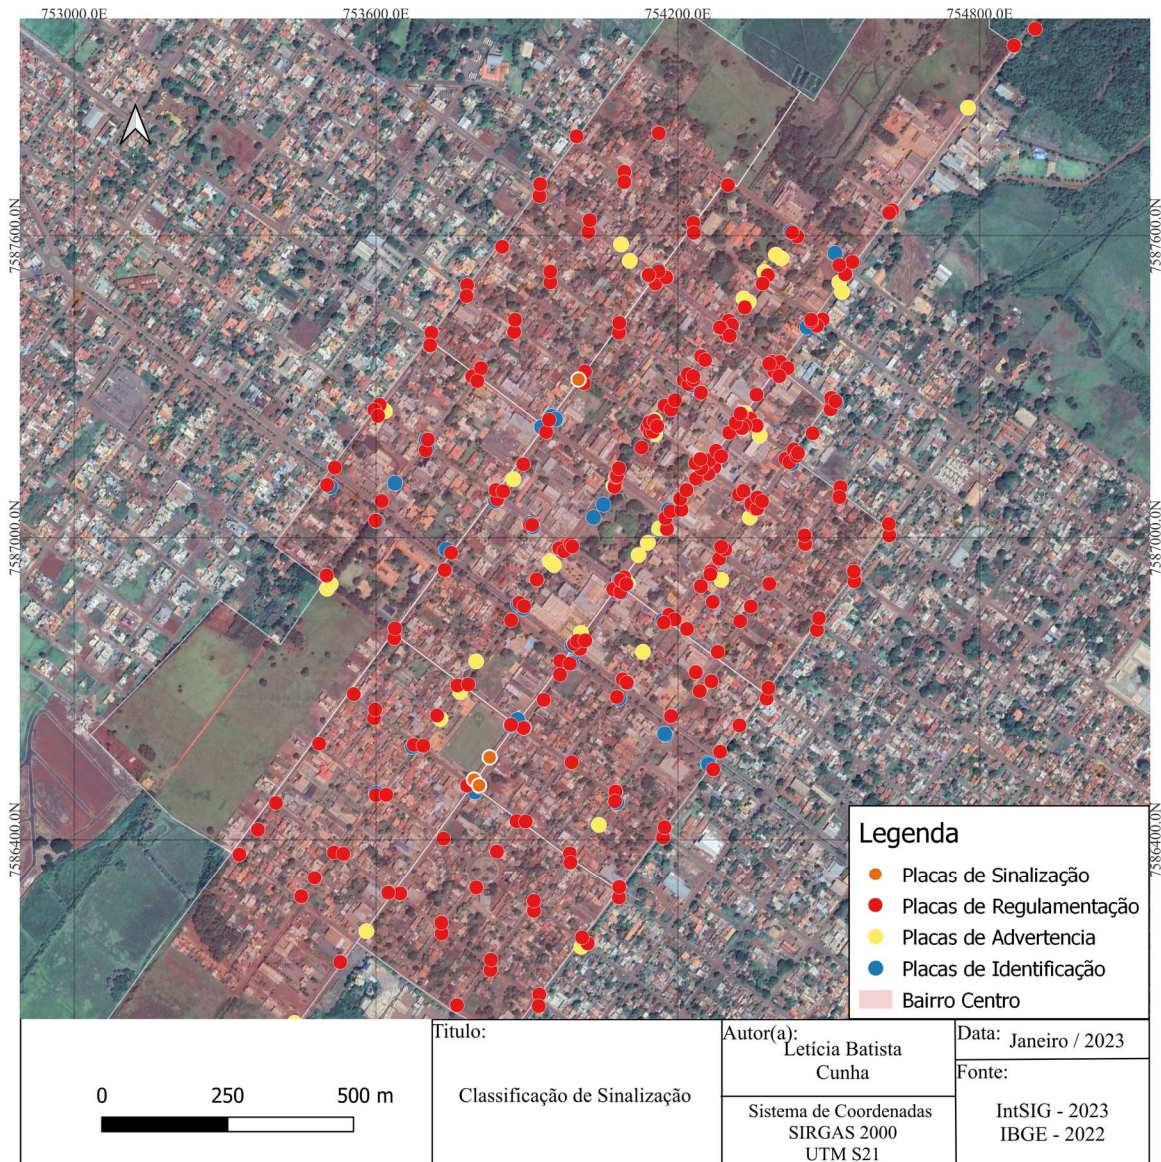 753000.0E 753600.0E 754200.0E 754800.0E
7587600.0N 7587600.0N
7587000.0N 7587000.0N
7586400.0N 7586400.0N
Legenda
Placas de Sinalização
Placas de Regulamentação
Placas de Advertencia
Placas de Identificação
Bairro Centro
0 250 500 m
Titulo:
Classificação de Sinalização
Autor(a):
Letícia Batista
Cunha
Sistema de Coordenadas
SIRGAS 2000
UTM S21
Data: Janeiro / 2023
Fonte:
IntSIG - 2023
IBGE - 2022